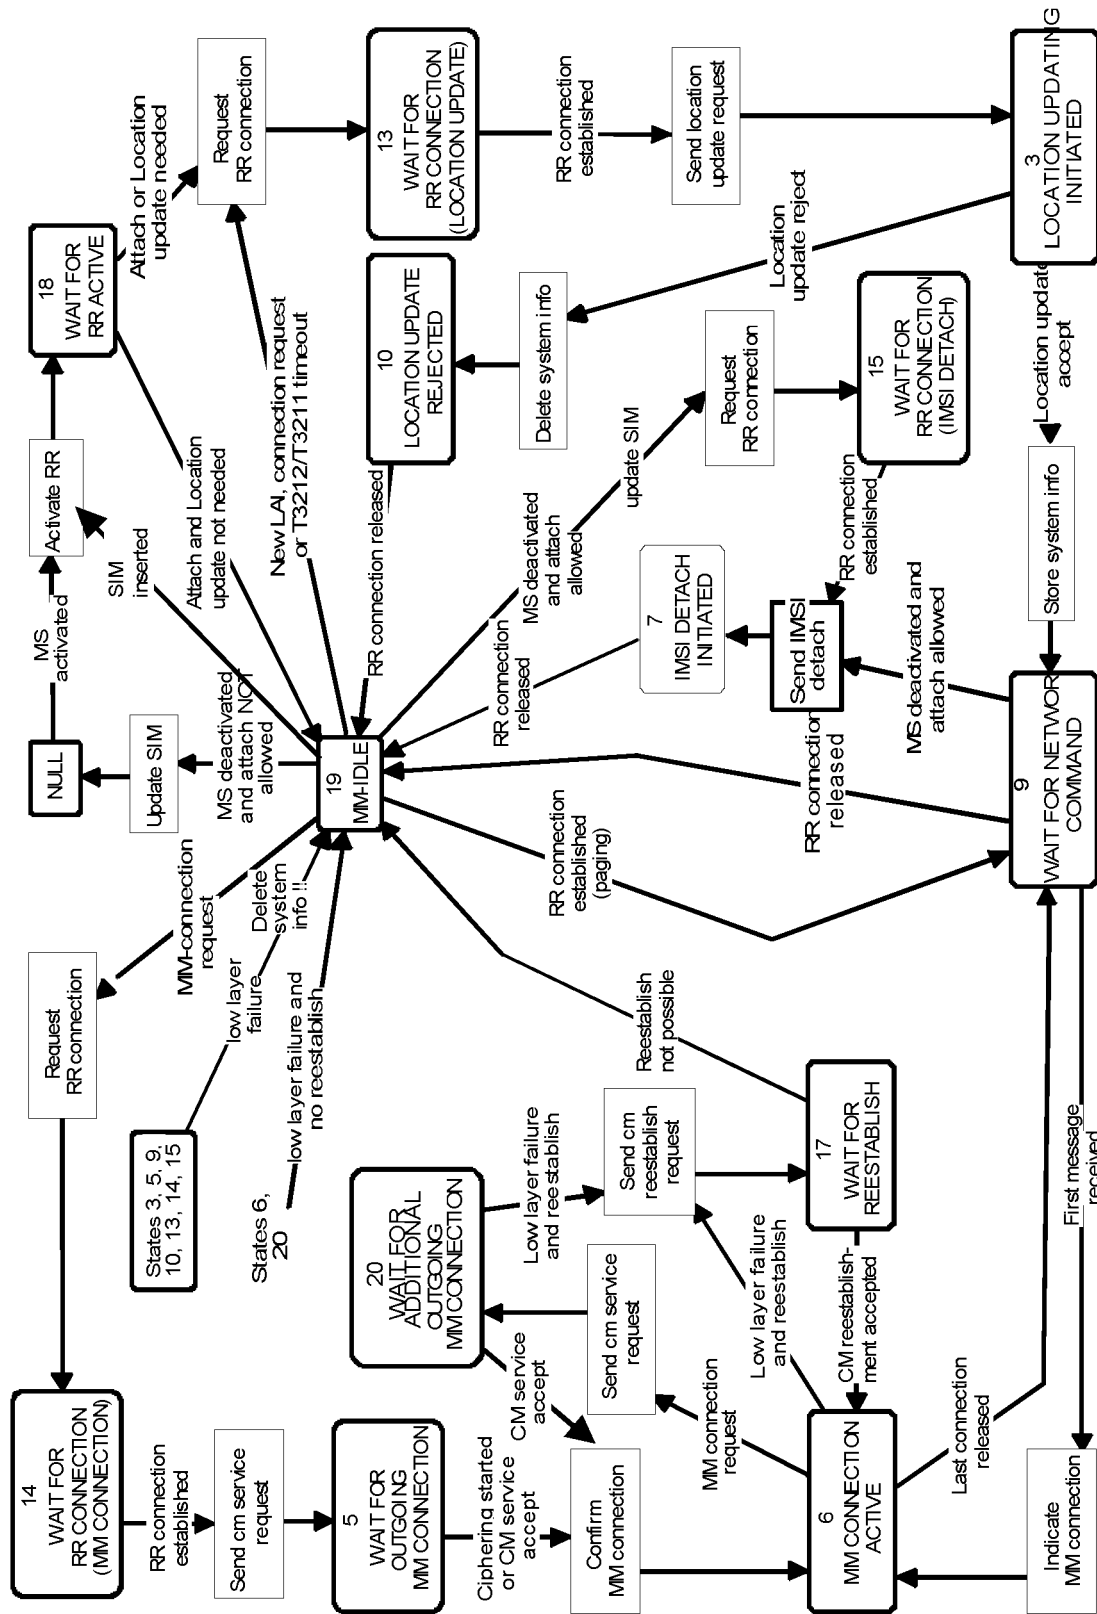 14
WAIT FOR
RR CONNECTION
(MM CONNECTION)
RR connection
established
Send cm service
request
5
WAIT FOR
OUTGOING
MM CONNECTION
Ciphering started
or CM service
accept
Confirm
MM connection
6
MM CONNECTION
ACTIVE
Indicate
MM connection
Request
RR connection
MM-connection
request
States 3, 5, 9,
10, 13, 14, 15
low layer
failure
Delete
system
info !!
States 6,
20
low layer failure and
no reestablish
20
WAIT FOR
ADDITIONAL
OUTGOING
MM CONNECTION
CM service
accept
Send cm service
request
MM connection
request
Low layer failure
and reestablish
Send cm
reestablish
request
Low layer failure
and reestablish
17
WAIT FOR
REESTABLISH
CM reestablish-
ment accepted
Reestablish
not possible
Last connection
released
First message
received
NULL
MS
activated
Update SIM
MS deactivated
and attach NOT
allowed
19
MM-IDLE
RR connection
established
(paging)
RR connection
released
9
WAIT FOR NETWORK
COMMAND
Activate RR
SIM
inserted
Attach and Location
update not needed
18
WAIT FOR
RR ACTIVE
Attach or Location
update needed
Request
RR connection
New LAI, connection request
or T3212/T3211 timeout
13
WAIT FOR
RR CONNECTION
(LOCATION UPDATE)
RR connection
established
Send location
update request
3
LOCATION UPDATING
INITIATED
Location
update reject
Delete system info
10
LOCATION UPDATE
REJECTED
RR connection released
MS deactivated
and attach
allowed
update SIM
Request
RR connection
15
WAIT FOR
RR CONNECTION
(IMSI DETACH)
RR connection
established
Send IMSI
detach
7
IMSI DETACH
INITIATED
RR connection
released
MS deactivated and
attach allowed
Location update
accept
Store system info